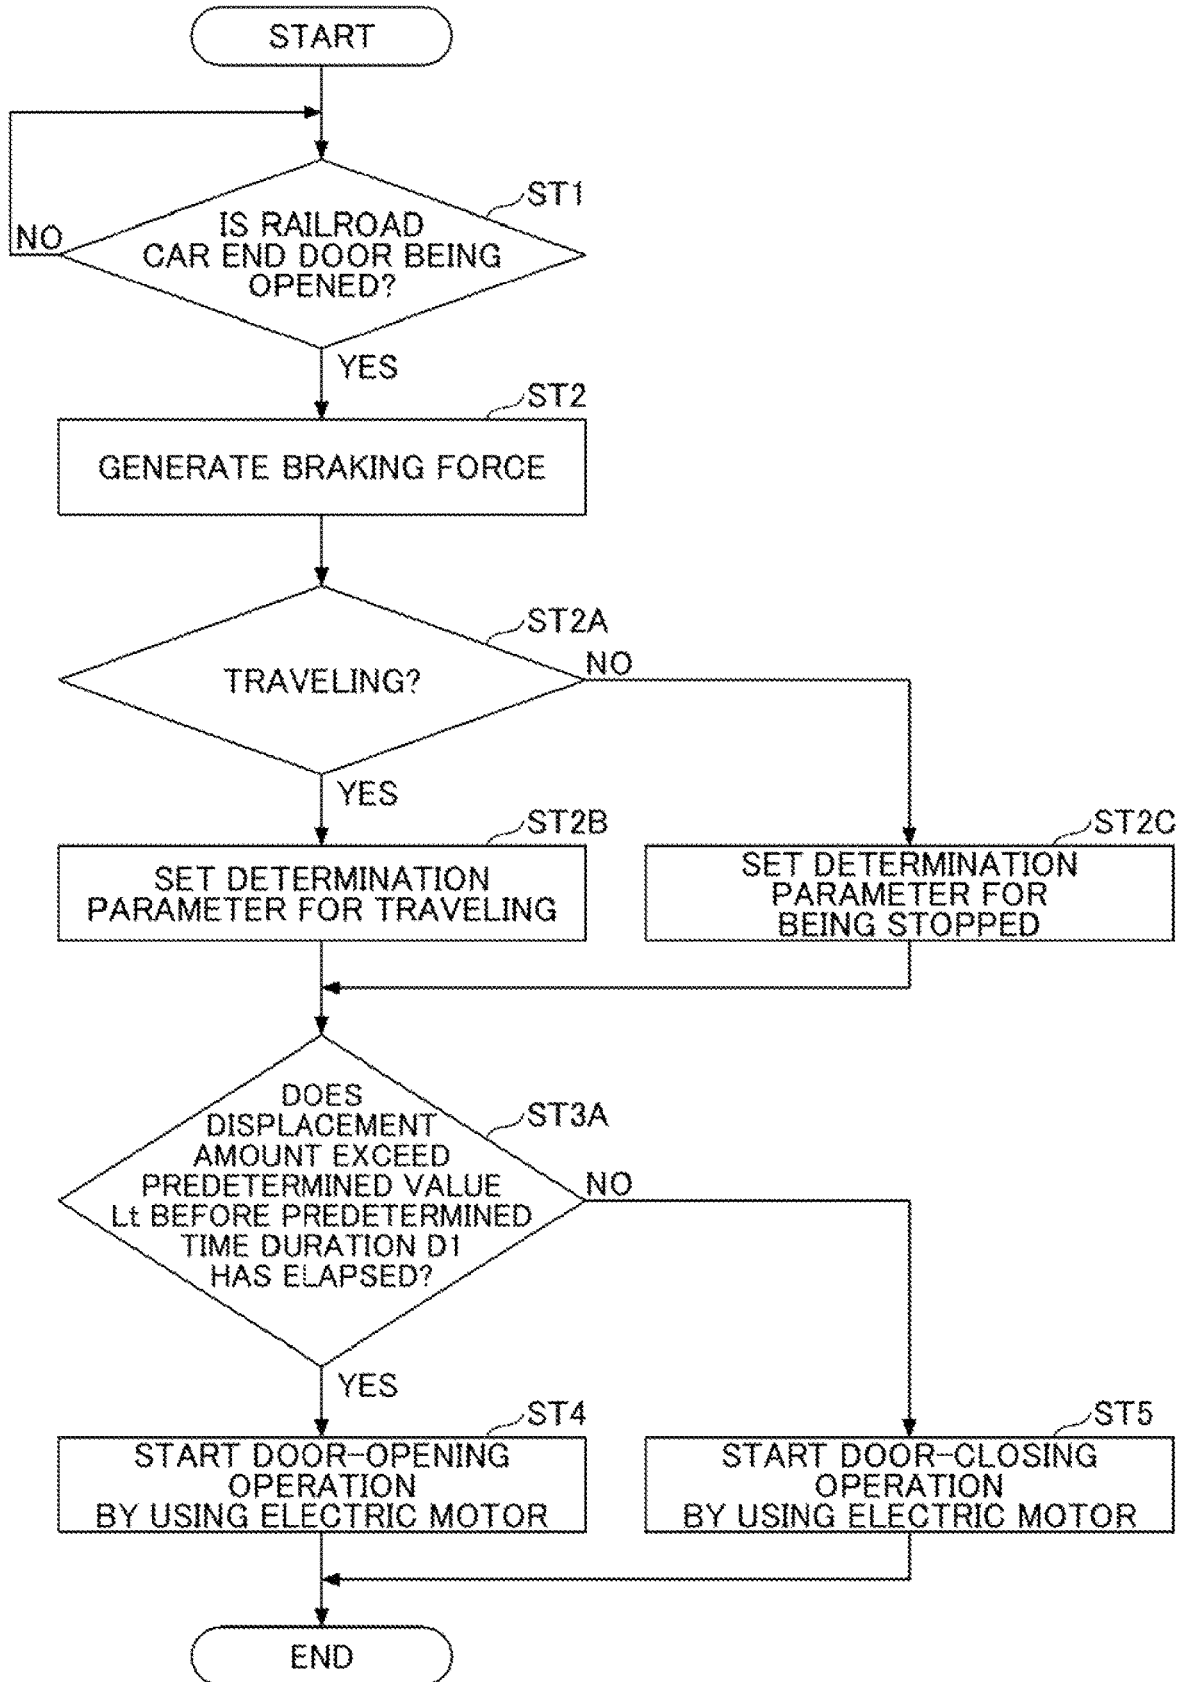 START
ST1
IS RAILROAD
CAR END DOOR BEING
OPENED?
NO
YES
ST2
GENERATE BRAKING FORCE
ST2A
TRAVELING?
NO
YES
ST2B
SET DETERMINATION
PARAMETER FOR TRAVELING
ST2C
SET DETERMINATION
PARAMETER FOR
BEING STOPPED
ST3A
DOES
DISPLACEMENT
AMOUNT EXCEED
PREDETERMINED VALUE
Lt BEFORE PREDETERMINED
TIME DURATION D1
HAS ELAPSED?
NO
YES
ST4
START DOOR-OPENING
OPERATION
BY USING ELECTRIC MOTOR
ST5
START DOOR-CLOSING
OPERATION
BY USING ELECTRIC MOTOR
END